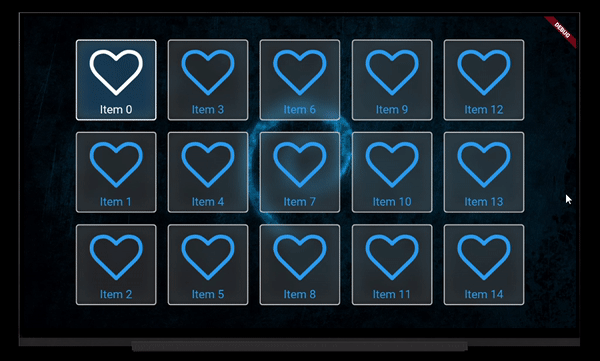 DEBUG
Item 0
Item 3
Item 6
Item 9
Item 12
Item 1
Item 4
Item 7
Item 10
Item 13
Item 2
Item 5
Item 8
Item 11
Item 14